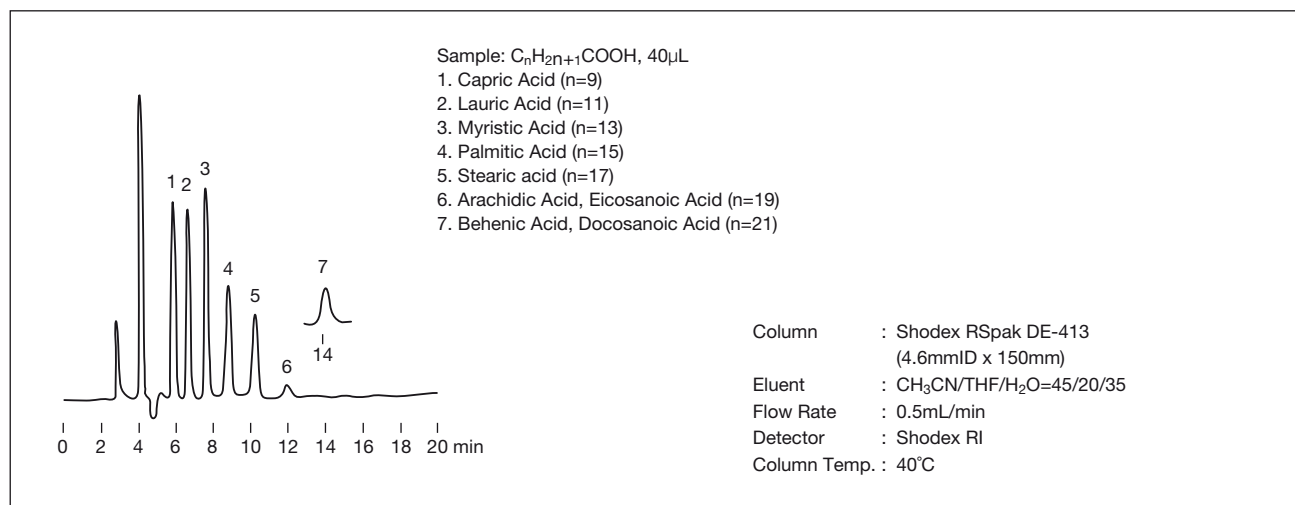 Sample: CₙH₂ₙ₊₁COOH, 40µL
1. Capric Acid (n=9)
2. Lauric Acid (n=11)
3. Myristic Acid (n=13)
4. Palmitic Acid (n=15)
5. Stearic acid (n=17)
6. Arachidic Acid, Eicosanoic Acid (n=19)
7. Behenic Acid, Docosanoic Acid (n=21)
1 2 3
4 5 6 7
14
0 2 4 6 8 10 12 14 16 18 20 min
Column : Shodex RSpak DE-413
(4.6mmID x 150mm)
Eluent : CH₃CN/THF/H₂O=45/20/35
Flow Rate : 0.5mL/min
Detector : Shodex RI
Column Temp. : 40°C